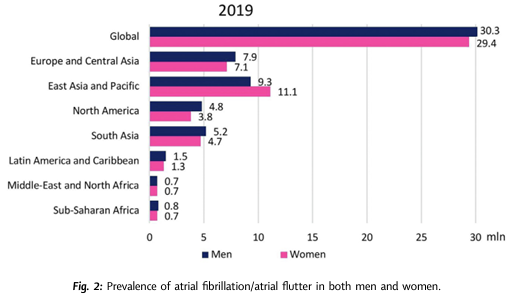 2019
Global 30.3
29.4
Europe and Central Asia 7.9
7.1
East Asia and Pacific 9.3
11.1
North America 4.8
3.8
South Asia 5.2
4.7
Latin America and Caribbean 1.5
1.3
Middle-East and North Africa 0.7
0.7
Sub-Saharan Africa 0.8
0.7
0 5 10 15 20 25 30 mln
Men Women
Fig. 2: Prevalence of atrial fibrillation/atrial flutter in both men and women.